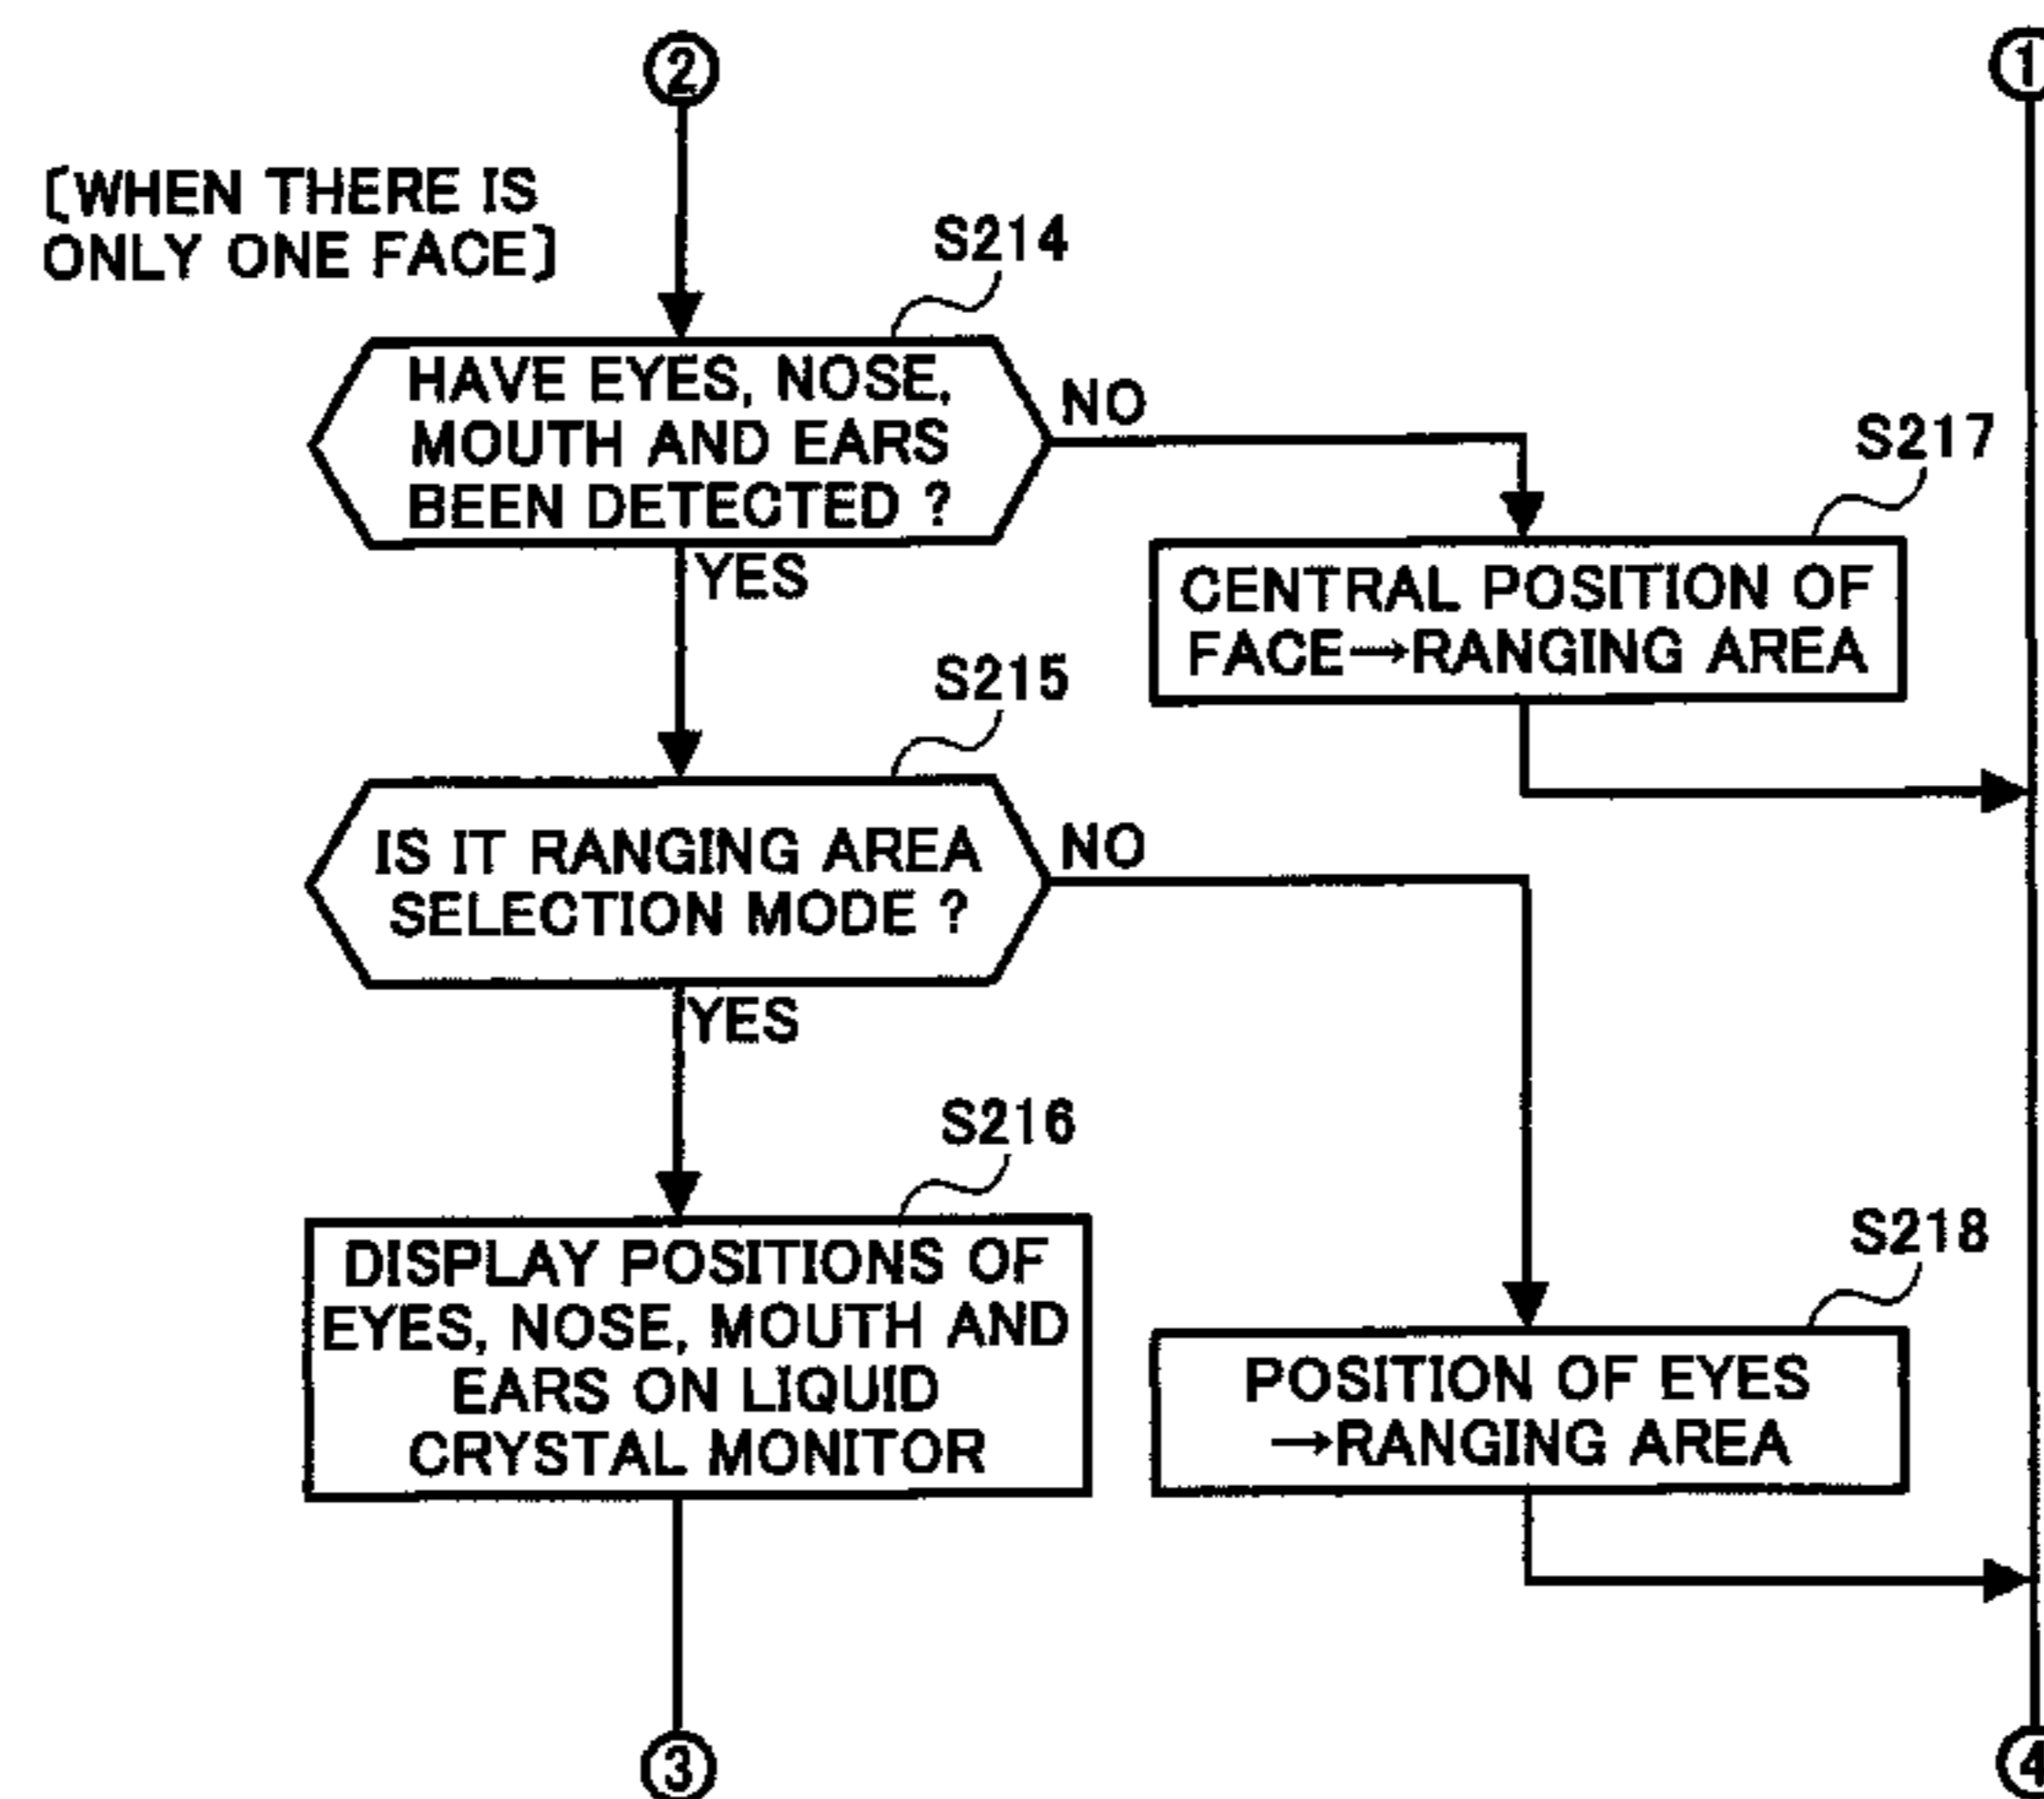 ②
①
[WHEN THERE IS
ONLY ONE FACE]
S214
HAVE EYES, NOSE,
MOUTH AND EARS
BEEN DETECTED ?
NO
YES
S217
CENTRAL POSITION OF
FACE→RANGING AREA
S215
IS IT RANGING AREA
SELECTION MODE ?
NO
YES
S216
DISPLAY POSITIONS OF
EYES, NOSE, MOUTH AND
EARS ON LIQUID
CRYSTAL MONITOR
S218
POSITION OF EYES
→RANGING AREA
③
④